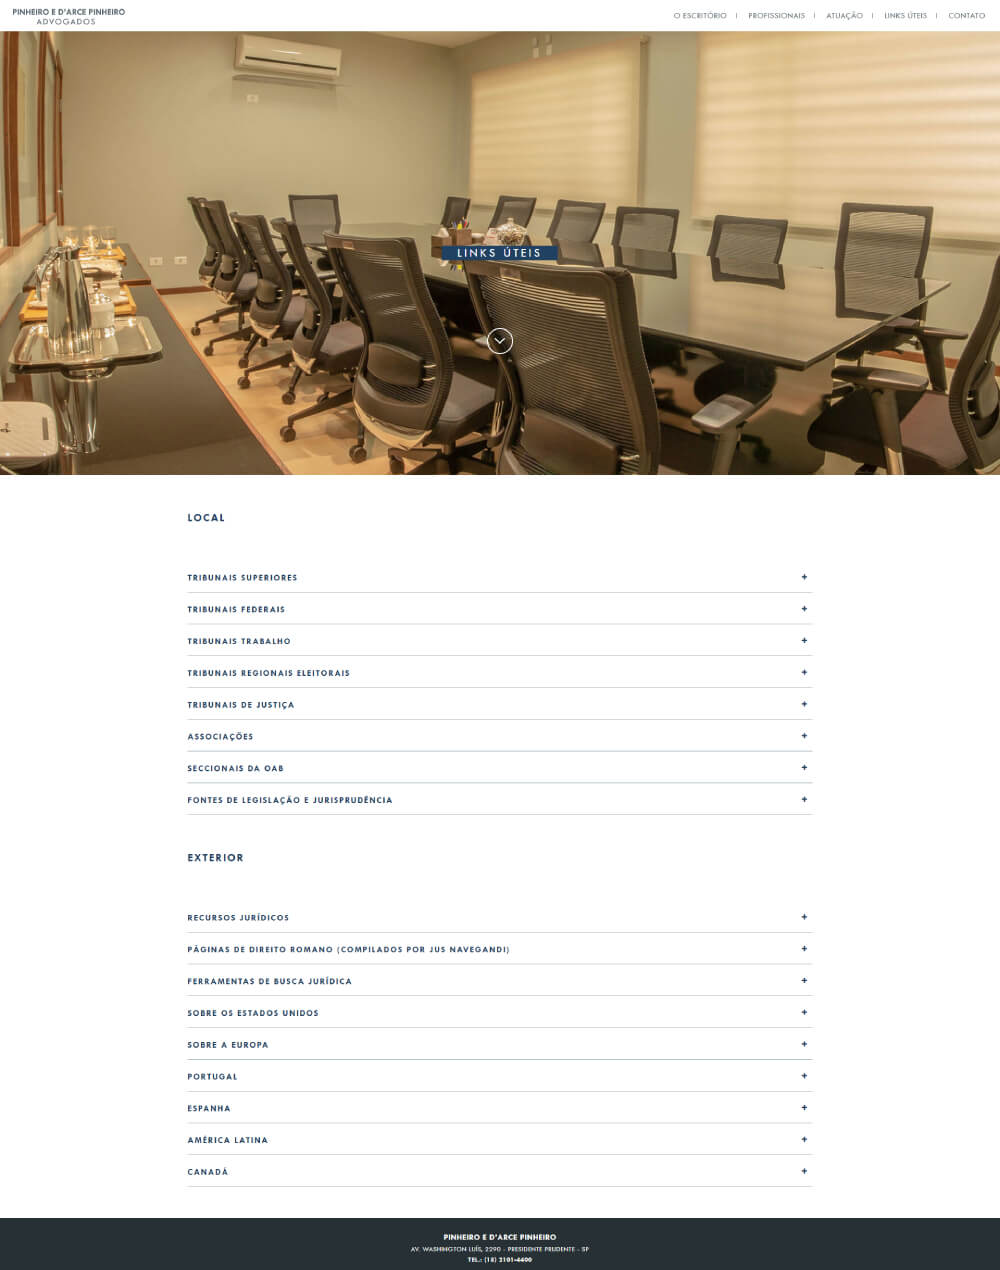 PINHEIRO E D'ARCE PINHEIRO
ADVOGADOS
O ESCRITÓRIO | PROFISSIONAIS | ATUAÇÃO | LINKS ÚTEIS | CONTATO
LINKS ÚTEIS
LOCAL
TRIBUNAIS SUPERIORES +
TRIBUNAIS FEDERAIS +
TRIBUNAIS TRABALHO +
TRIBUNAIS REGIONAIS ELEITORAIS +
TRIBUNAIS DE JUSTIÇA +
ASSOCIAÇÕES +
SECCIONAIS DA OAB +
FONTES DE LEGISLAÇÃO E JURISPRUDÊNCIA +
EXTERIOR
RECURSOS JURÍDICOS +
PÁGINAS DE DIREITO ROMANO (COMPILADOS POR JUS NAVEGANDI) +
FERRAMENTAS DE BUSCA JURÍDICA +
SOBRE OS ESTADOS UNIDOS +
SOBRE A EUROPA +
PORTUGAL +
ESPANHA +
AMÉRICA LATINA +
CANADÁ +
PINHEIRO E D'ARCE PINHEIRO
AV. WASHINGTON LUÍS, 2290 - PRESIDENTE PRUDENTE - SP
TEL.: (18) 2101-4400